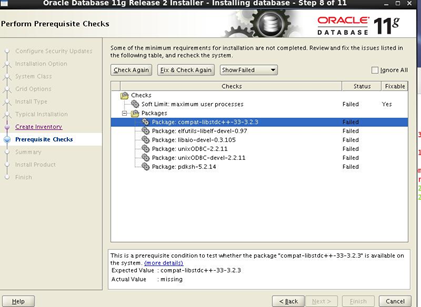 Oracle Database 11g Release 2 Installer - Installing database - Step 8 of 11
Perform Prerequisite Checks
ORACLE
DATABASE 11g
Configure Security Updates
Installation Option
System Class
Grid Options
Install Type
Typical Installation
Create Inventory
Prerequisite Checks
Summary
Install Product
Finish
Some of the minimum requirements for installation are not completed. Review and fix the issues listed in
the following table, and recheck the system.
Check Again
Fix & Check Again
Show Failed
Ignore All
Checks Status Fixable
Checks
Soft Limit: maximum user processes Failed Yes
Packages
Package: compat-libstdc++-33-3.2.3 Failed
Package: elfutils-libelf-devel-0.97 Failed
Package: libaio-devel-0.3.105 Failed
Package: unixODBC-2.2.11 Failed
Package: unixODBC-devel-2.2.11 Failed
Package: pdksh-5.2.14 Failed
This is a prerequisite condition to test whether the package "compat-libstdc++-33-3.2.3" is available on
the system. (more details)
Expected Value : compat-libstdc++-33-3.2.3
Actual Value : missing
Help
< Back
Next >
Finish
Cancel